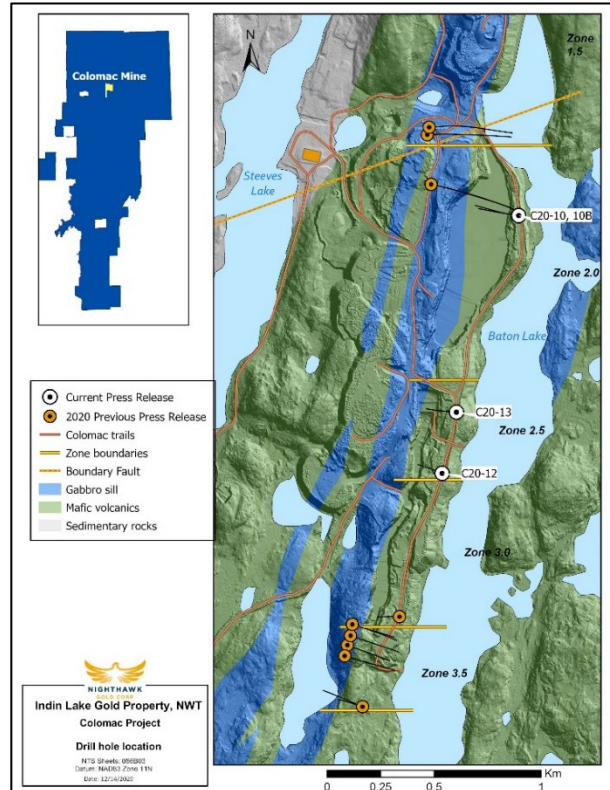 Colomac Mine
N
Zone
1.5
Steeves
Lake
C20-10, 10B
Zone 2.0
Baton Lake
C20-13
Zone 2.5
C20-12
Zone 3.0
Zone 3.5
Current Press Release
2020 Previous Press Release
Colomac trails
Zone boundaries
Boundary Fault
Gabbro sill
Mafic volcanics
Sedimentary rocks
NIGHTHAWK
GOLD CORP
Indin Lake Gold Property, NWT
Colomac Project
Drill hole location
NTS Sheets: 086B03
Datum: NAD83 Zone 11N
Date: 12/14/2020
Km
0 0.25 0.5 1